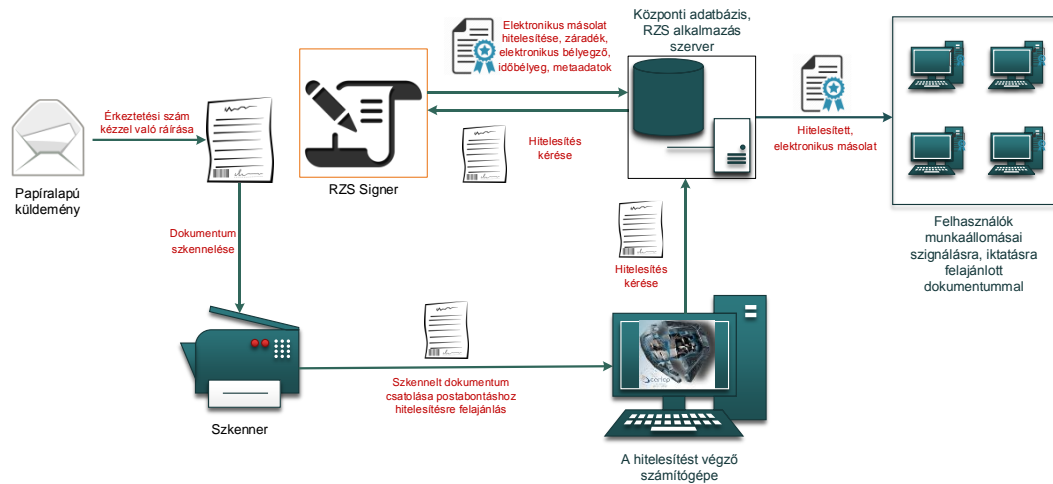 Elektronikus másolat
hitelesítése, záradék,
elektronikus bélyegző,
időbélyeg, metaadatok
Központi adatbázis,
RZS alkalmazás
szerver
Érkeztetési szám
kézzel való ráírása
Papíralapú
küldemény
RZS Signer
Hitelesítés
kérése
Hitelesített,
elektronikus másolat
Dokumentum
szkennelése
Hitelesítés
kérése
Felhasználók
munkaállomásai
szignálásra, iktatásra
felajánlott
dokumentummal
Szkennelt dokumentum
csatolása postabontáshoz
hitelesítésre felajánlás
Szkenner
A hitelesítést végző
számítógépe